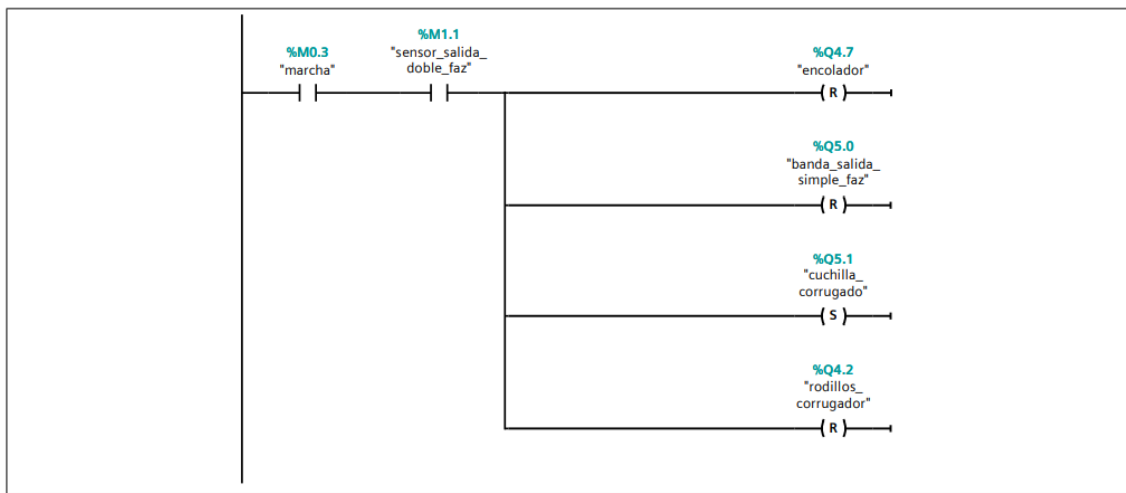 %M0.3
"marcha"
%M1.1
"sensor_salida_
doble_faz"
%Q4.7
"encolador"
R
%Q5.0
"banda_salida_
simple_faz"
R
%Q5.1
"cuchilla_
corrugado"
S
%Q4.2
"rodillos_
corrugador"
R